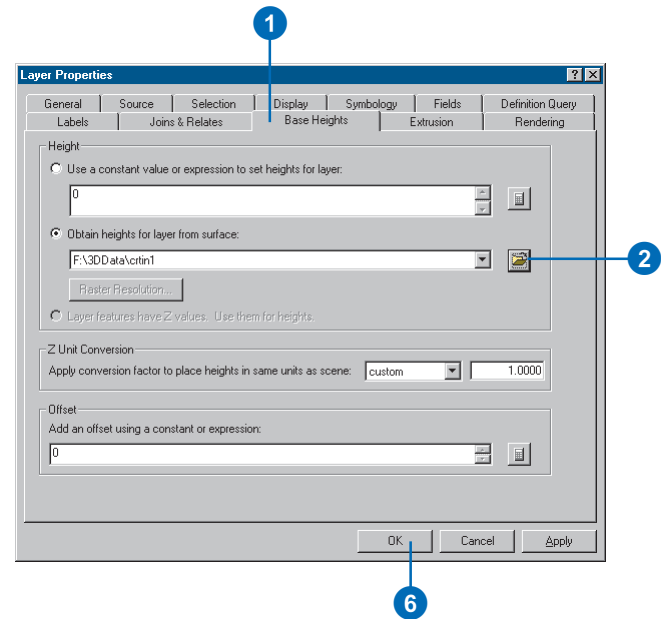 1
Layer Properties
General Source Selection Display Symbology Fields Definition Query
Labels Joins & Relates Base Heights Extrusion Rendering
Height
Use a constant value or expression to set heights for layer:
0
Obtain heights for layer from surface:
F:\3DData\crtin1
2
Raster Resolution...
Layer features have Z values. Use them for heights.
Z Unit Conversion
Apply conversion factor to place heights in same units as scene: custom 1.0000
Offset
Add an offset using a constant or expression:
0
OK Cancel Apply
6